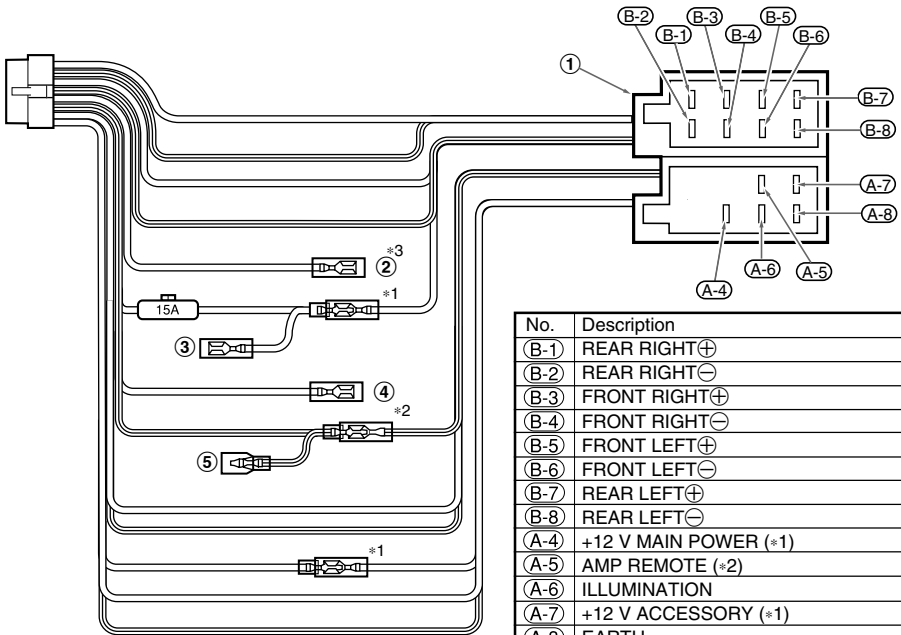 B-2
B-3
B-5
B-1
B-4
B-6
①
B-7
B-8
A-7
A-8
A-6
A-5
A-4
*3
②
*1
15A
③
④
*2
⑤
*1
No. Description
B-1 REAR RIGHT⊕
B-2 REAR RIGHT⊖
B-3 FRONT RIGHT⊕
B-4 FRONT RIGHT⊖
B-5 FRONT LEFT⊕
B-6 FRONT LEFT⊖
B-7 REAR LEFT⊕
B-8 REAR LEFT⊖
A-4 +12 V MAIN POWER (*1)
A-5 AMP REMOTE (*2)
A-6 ILLUMINATION
A-7 +12 V ACCESSORY (*1)
A-8 EARTH